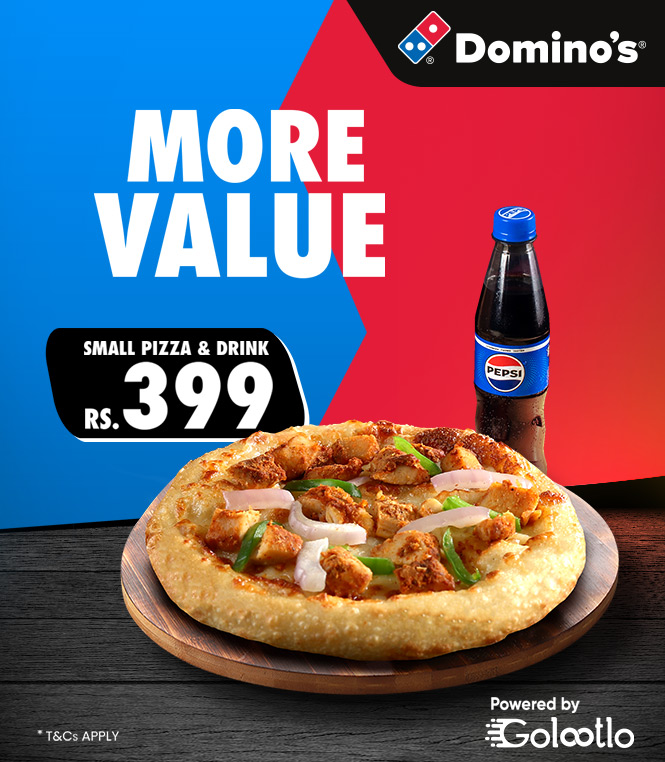 Domino's®
MORE
VALUE
SMALL PIZZA & DRINK
RS. 399
PEPSI
Powered by
Golootlo
* T&Cs APPLY